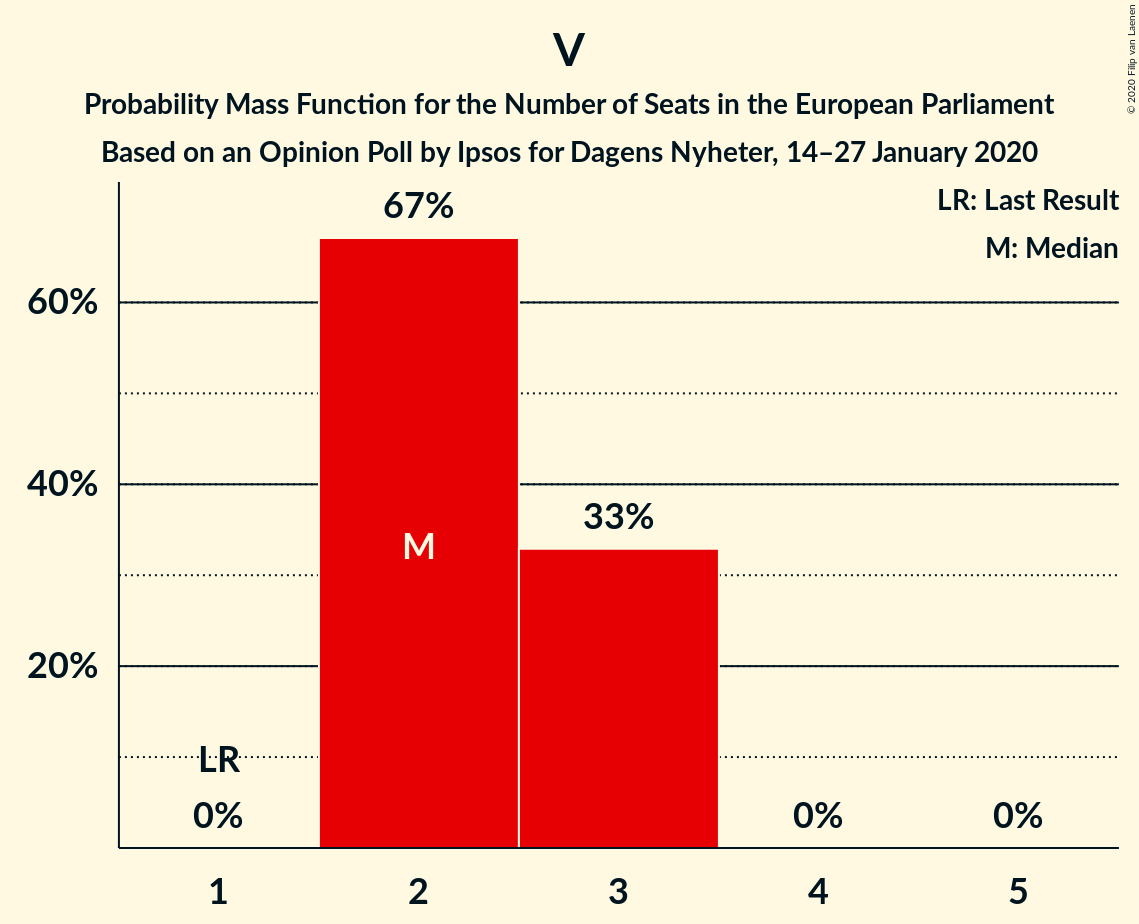 V
Probability Mass Function for the Number of Seats in the European Parliament
Based on an Opinion Poll by Ipsos for Dagens Nyheter, 14–27 January 2020
© 2020 Filip van Laenen
LR: Last Result
M: Median
67%
60%
40%
33%
M
20%
LR
0%
0%
0%
1
2
3
4
5